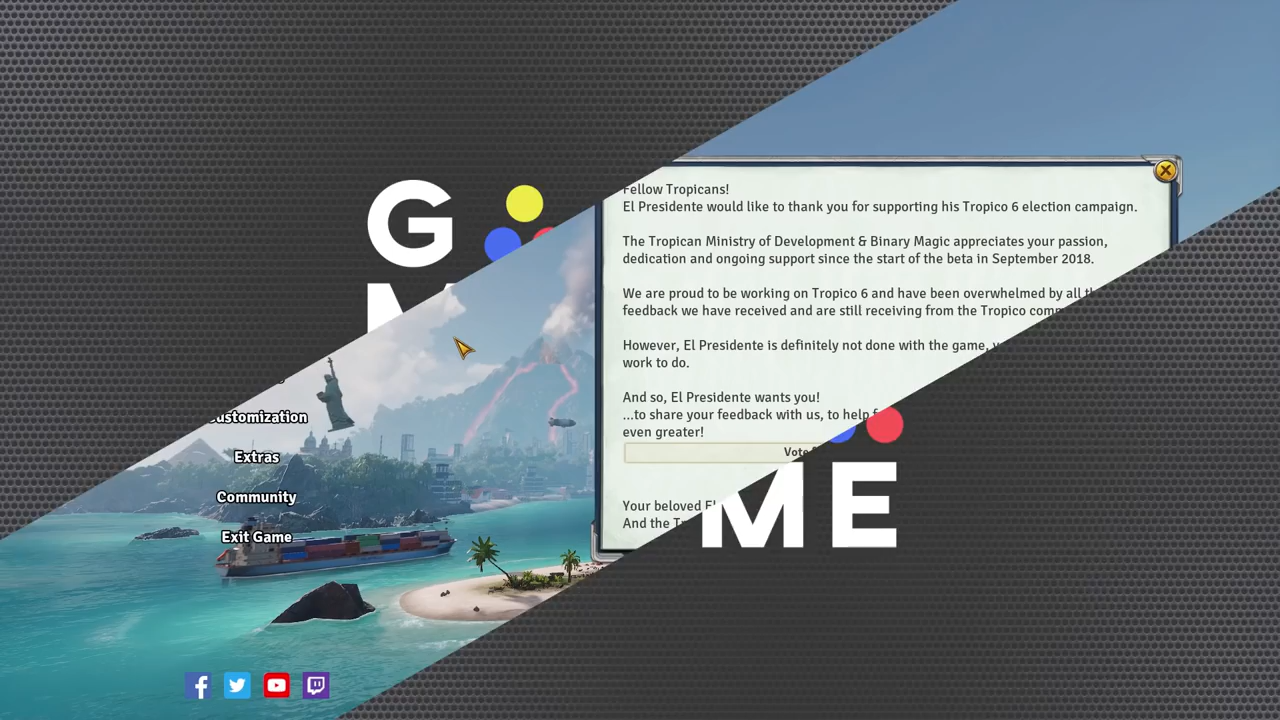 G
Fellow Tropicans!
El Presidente would like to thank you for supporting his Tropico 6 election campaign.
The Tropican Ministry of Development & Binary Magic appreciates your passion,
dedication and ongoing support since the start of the beta in September 2018.
We are proud to be working on Tropico 6 and have been overwhelmed by all
feedback we have received and are still receiving from the Tropico
However, El Presidente is definitely not done with the game,
work to do.
And so, El Presidente wants you!
...to share your feedback with us, to help
even greater!
Vote
Your beloved El
And the
Customization
Extras
Community
Exit Game
ME